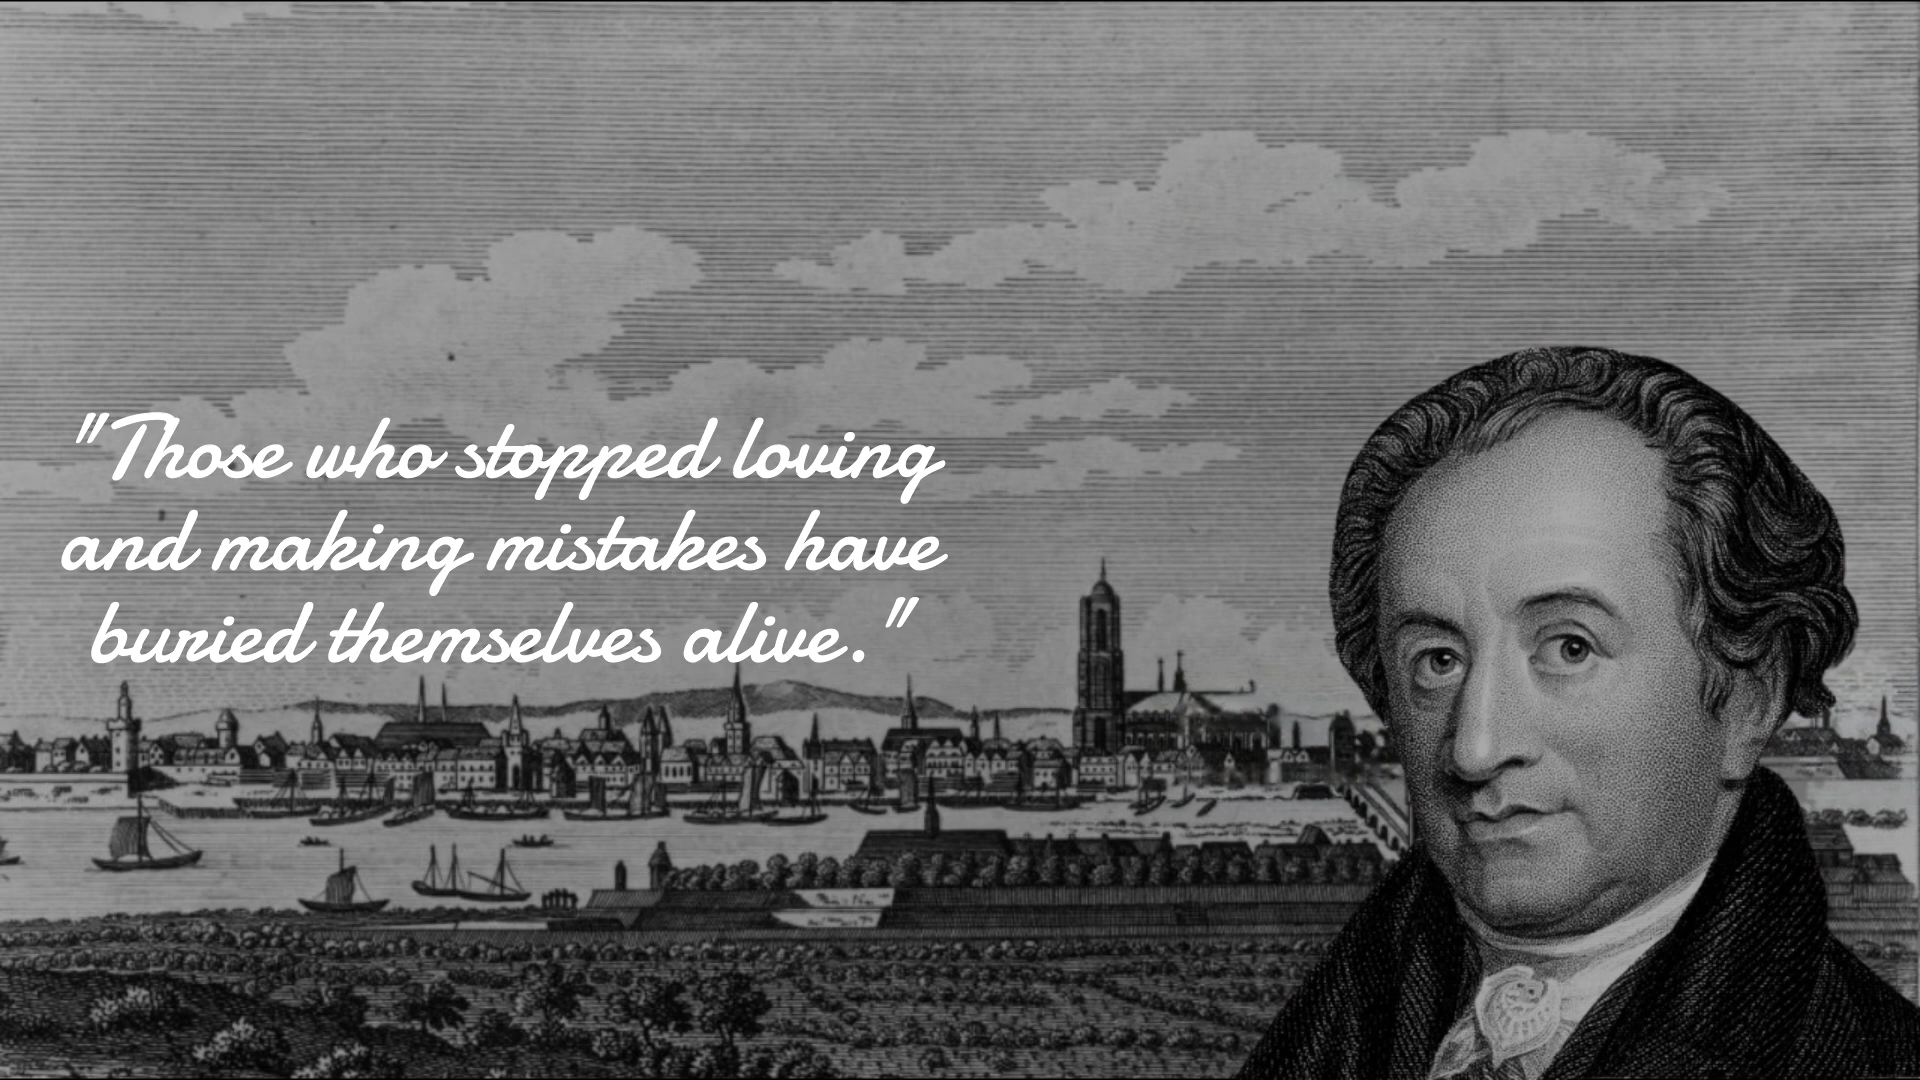 "Those who stopped loving
and making mistakes have
buried themselves alive."